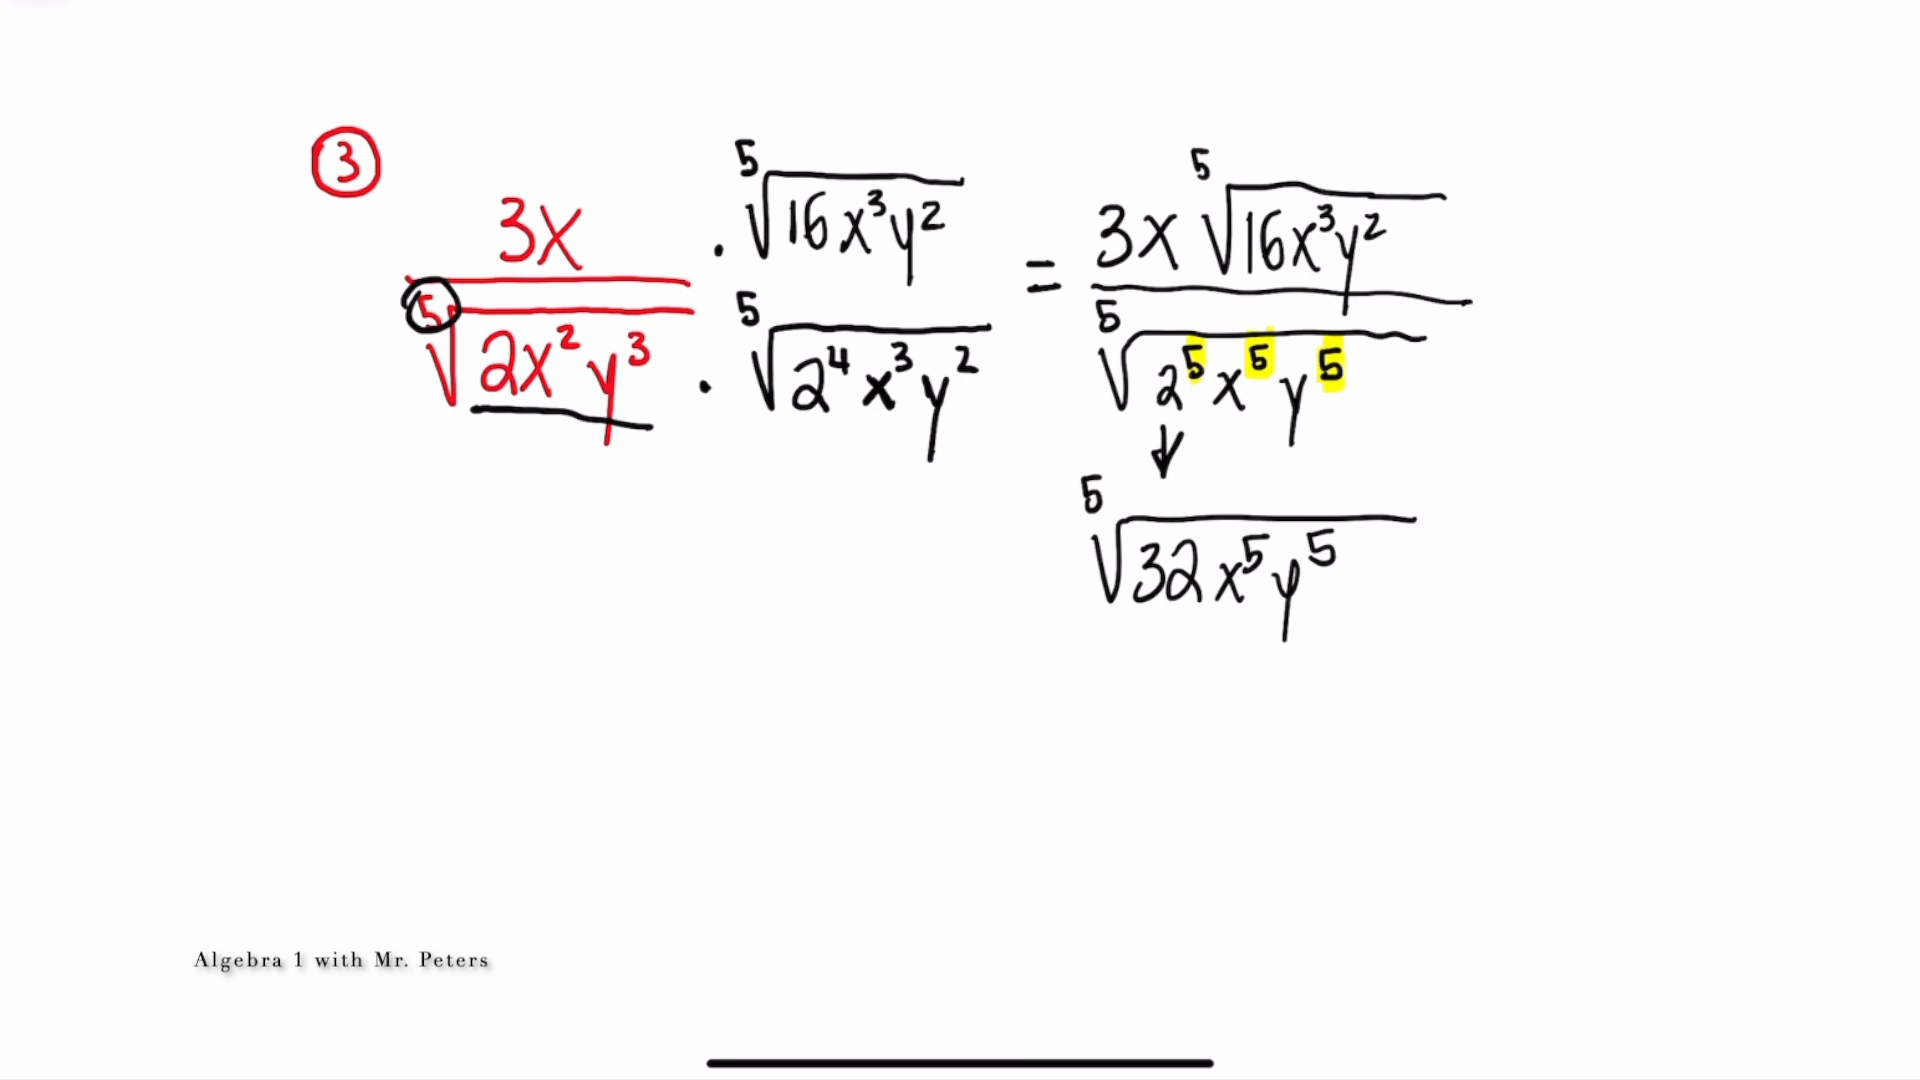 ③
3x / ⁵√(2x²y³) · ⁵√(16x³y²) / ⁵√(2⁴x³y²) = 3x ⁵√(16x³y²) / ⁵√(2⁵x⁵y⁵)
↓
⁵√(32x⁵y⁵)
Algebra 1 with Mr. Peters